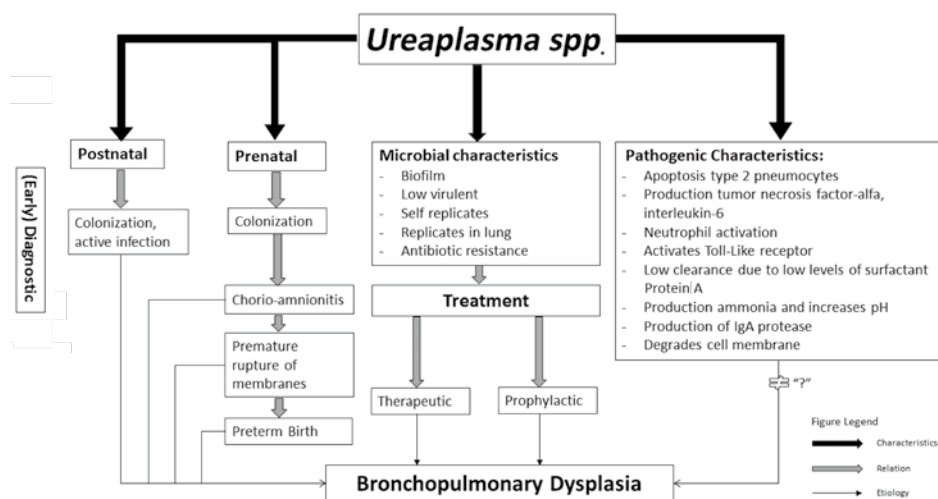 Ureaplasma spp.
(Early) Diagnostic
Postnatal
Colonization,
active infection
Prenatal
Colonization
Chorio-amnionitis
Premature
rupture of
membranes
Preterm Birth
Microbial characteristics
- Biofilm
- Low virulent
- Self replicates
- Replicates in lung
- Antibiotic resistance
Treatment
Therapeutic
Prophylactic
Pathogenic Characteristics:
- Apoptosis type 2 pneumocytes
- Production tumor necrosis factor-alfa,
interleukin-6
- Neutrophil activation
- Activates Toll-Like receptor
- Low clearance due to low levels of surfactant
Protein A
- Production ammonia and increases pH
- Production of IgA protease
- Degrades cell membrane
"?"
Bronchopulmonary Dysplasia
Figure Legend
Characteristics
Relation
Etiology